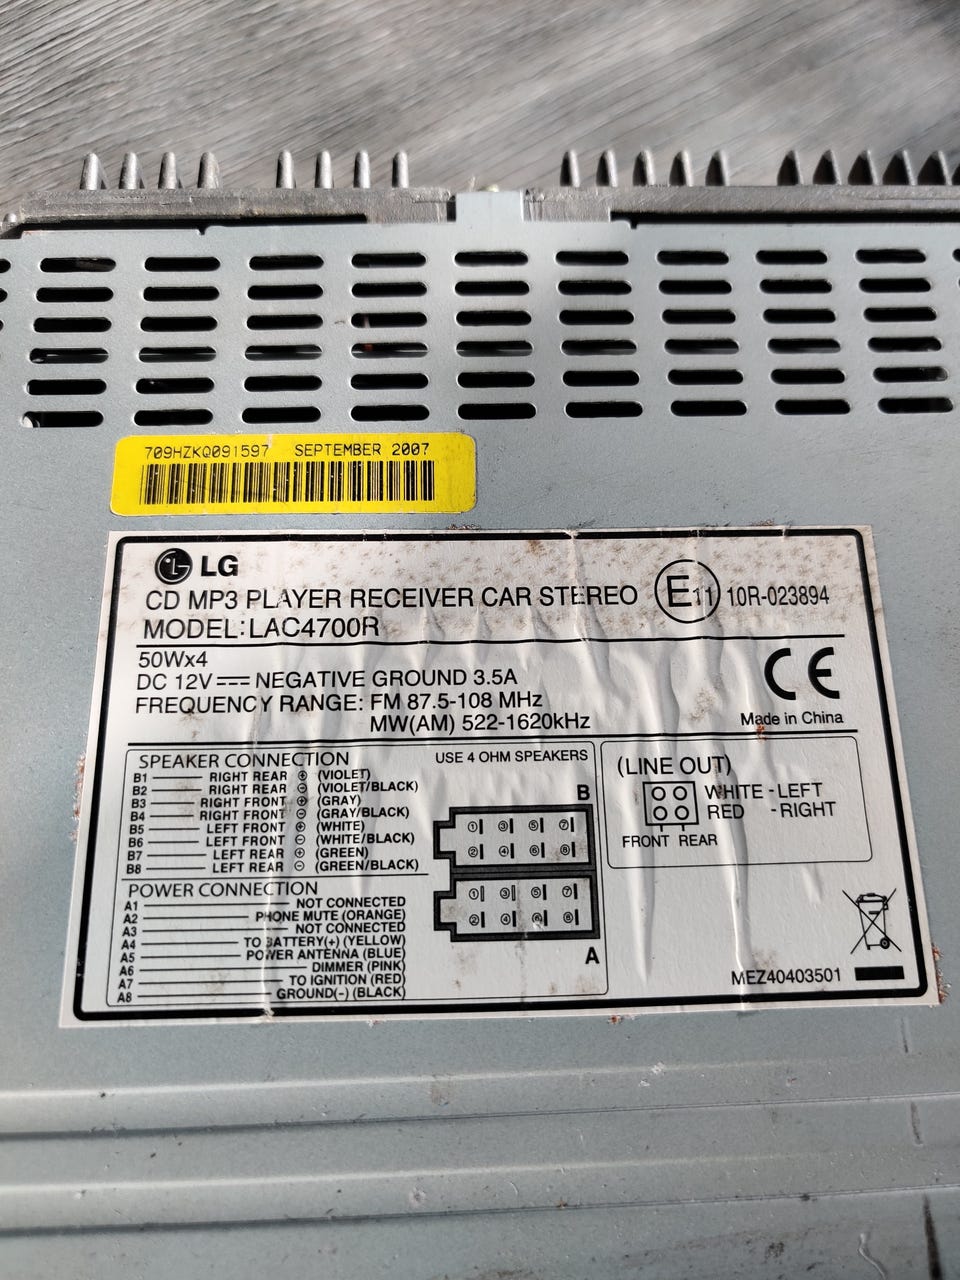 709HZKQ091597 SEPTEMBER 2007
LG
CD MP3 PLAYER RECEIVER CAR STEREO E11 10R-023894
MODEL:LAC4700R
50Wx4
DC 12V NEGATIVE GROUND 3.5A
FREQUENCY RANGE: FM 87.5-108 MHz
MW(AM) 522-1620kHz
CE
Made in China
SPEAKER CONNECTION
B1 RIGHT REAR ⊕ (VIOLET)
B2 RIGHT REAR ⊖ (VIOLET/BLACK)
B3 RIGHT FRONT ⊕ (GRAY)
B4 RIGHT FRONT ⊖ (GRAY/BLACK)
B5 LEFT FRONT ⊕ (WHITE)
B6 LEFT FRONT ⊖ (WHITE/BLACK)
B7 LEFT REAR ⊕ (GREEN)
B8 LEFT REAR ⊖ (GREEN/BLACK)
POWER CONNECTION
A1 NOT CONNECTED
A2 PHONE MUTE (ORANGE)
A3 NOT CONNECTED
A4 TO BATTERY(+) (YELLOW)
A5 POWER ANTENNA (BLUE)
A6 DIMMER (PINK)
A7 TO IGNITION (RED)
A8 GROUND(-) (BLACK)
USE 4 OHM SPEAKERS
B
① ③ ⑤ ⑦
② ④ ⑥ ⑧
① ③ ⑤ ⑦
② ④ ⑥ ⑧
A
(LINE OUT)
WHITE - LEFT
RED - RIGHT
FRONT REAR
MEZ40403501